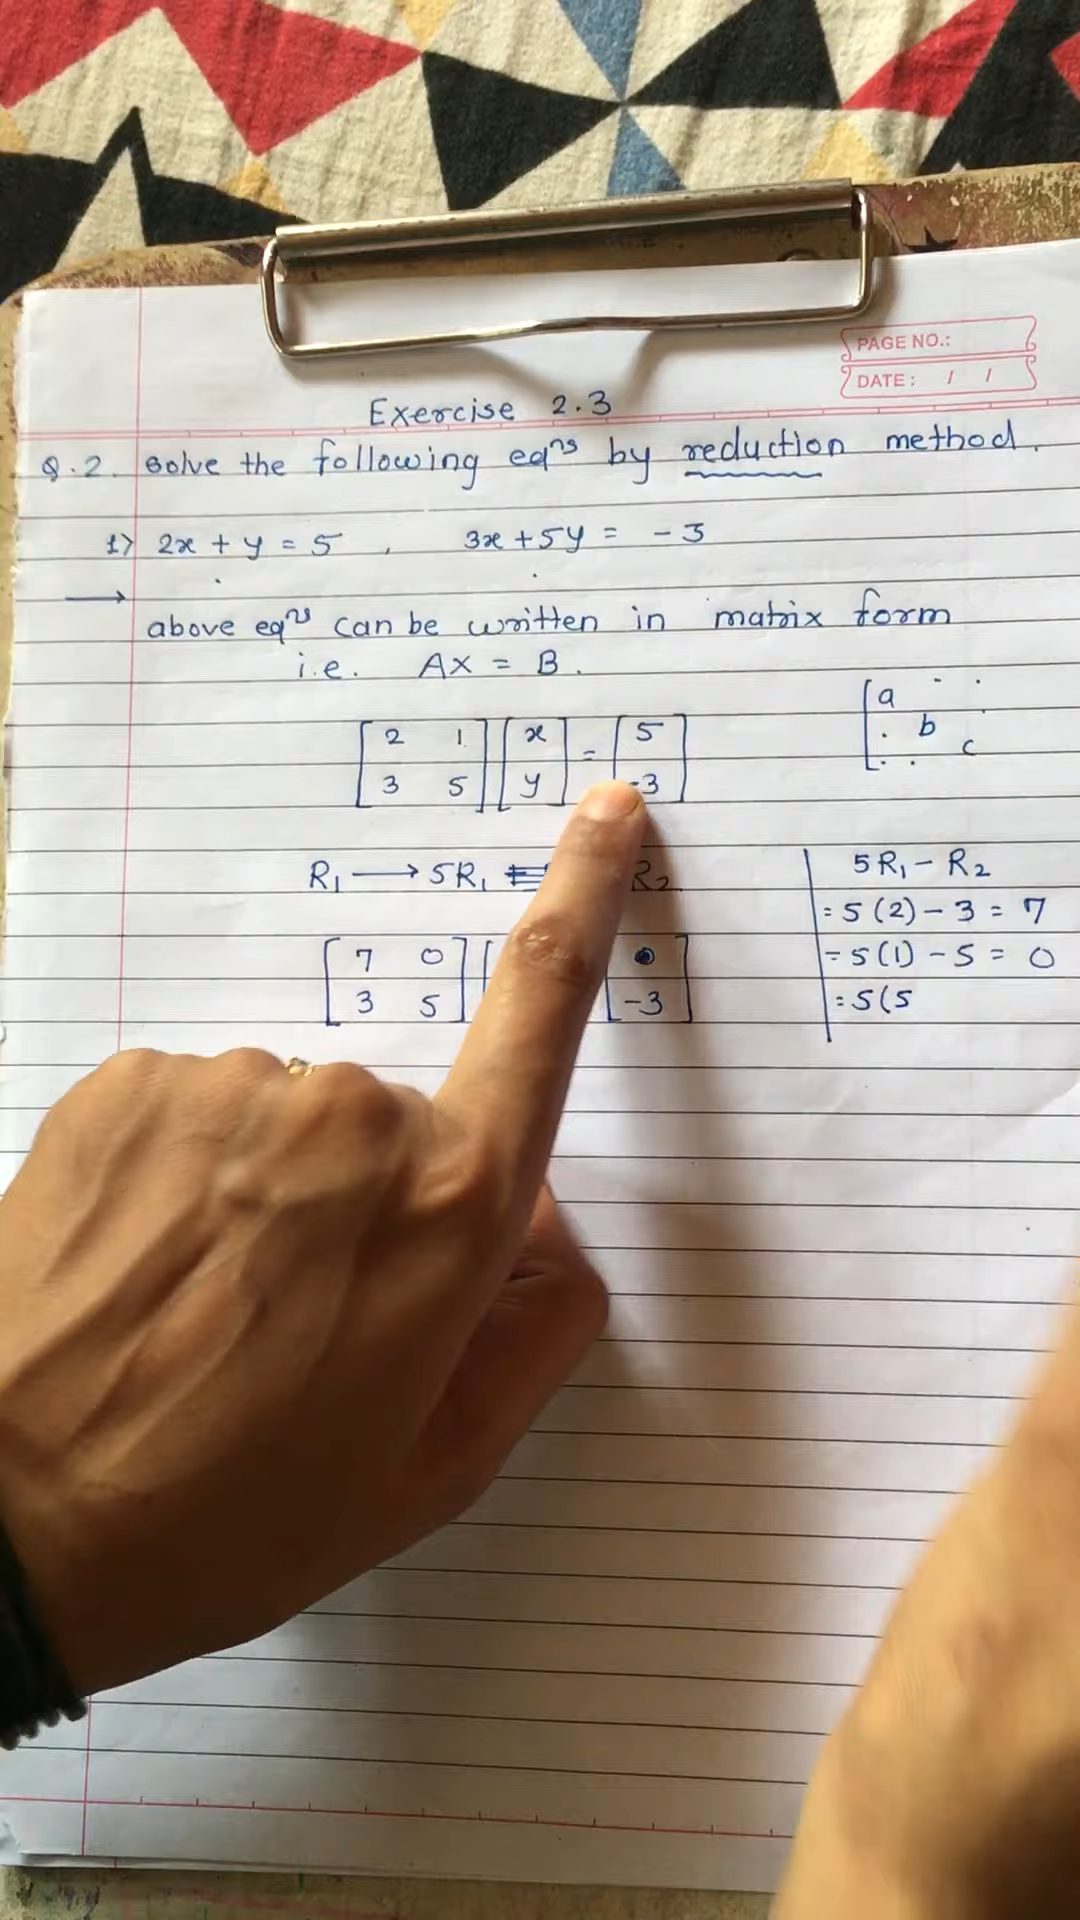 PAGE NO.:
DATE: / /
Exercise 2.3
Q.2. Solve the following eqⁿˢ by reduction method.
1) 2x + y = 5 , 3x + 5y = -3
→
above eqⁿˢ can be written in matrix form
i.e. AX = B.
[2 1] [x] = [5]
[3 5] [y] [-3]
[a
b
c
R₁ → 5R₁ R₂
[7 0] [
[3 5] [ -3]
5R₁ - R₂
= 5(2) - 3 = 7
= 5(1) - 5 = 0
= 5(5